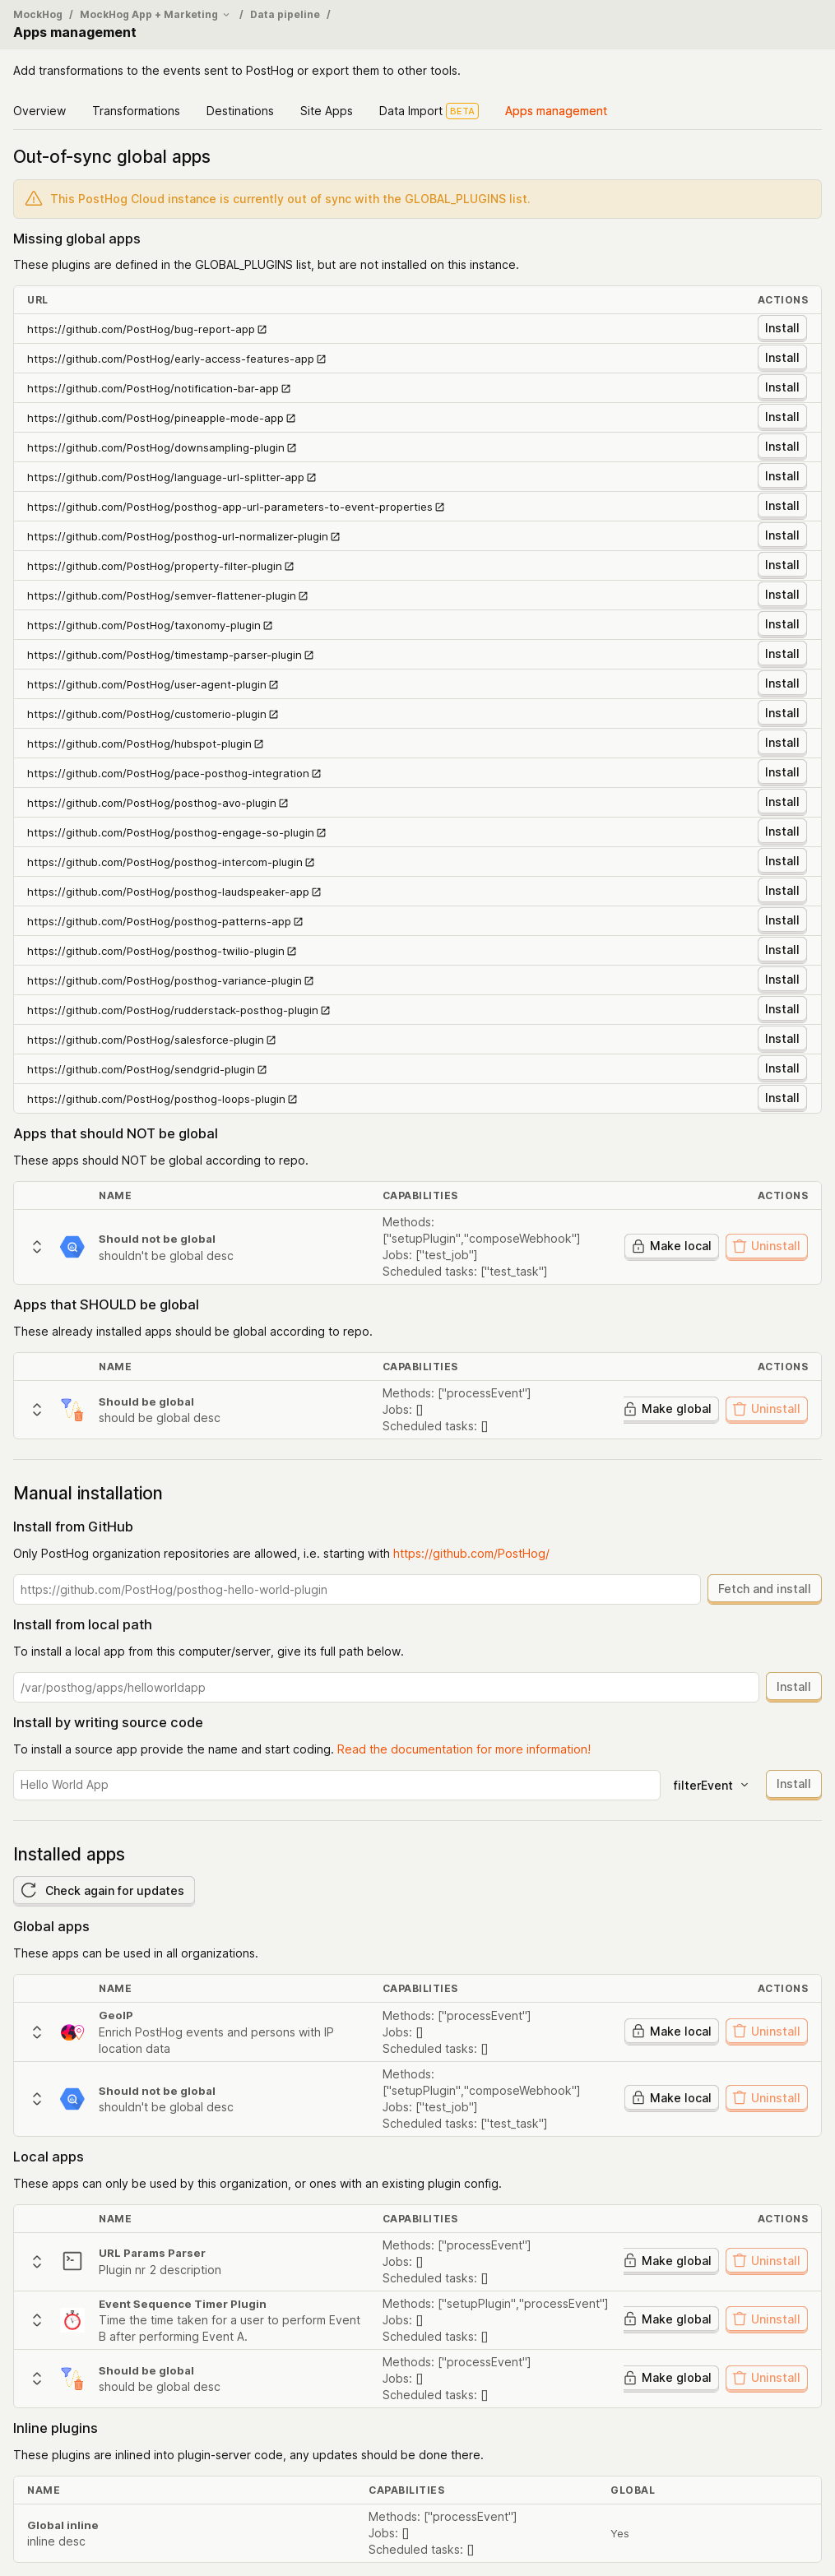 MockHog / MockHog App + Marketing / Data pipeline /
Apps management
Add transformations to the events sent to PostHog or export them to other tools.
Overview Transformations Destinations Site Apps Data Import BETA Apps management
Out-of-sync global apps
This PostHog Cloud instance is currently out of sync with the GLOBAL_PLUGINS list.
Missing global apps
These plugins are defined in the GLOBAL_PLUGINS list, but are not installed on this instance.
URL ACTIONS
https://github.com/PostHog/bug-report-app Install
https://github.com/PostHog/early-access-features-app Install
https://github.com/PostHog/notification-bar-app Install
https://github.com/PostHog/pineapple-mode-app Install
https://github.com/PostHog/downsampling-plugin Install
https://github.com/PostHog/language-url-splitter-app Install
https://github.com/PostHog/posthog-app-url-parameters-to-event-properties Install
https://github.com/PostHog/posthog-url-normalizer-plugin Install
https://github.com/PostHog/property-filter-plugin Install
https://github.com/PostHog/semver-flattener-plugin Install
https://github.com/PostHog/taxonomy-plugin Install
https://github.com/PostHog/timestamp-parser-plugin Install
https://github.com/PostHog/user-agent-plugin Install
https://github.com/PostHog/customerio-plugin Install
https://github.com/PostHog/hubspot-plugin Install
https://github.com/PostHog/pace-posthog-integration Install
https://github.com/PostHog/posthog-avo-plugin Install
https://github.com/PostHog/posthog-engage-so-plugin Install
https://github.com/PostHog/posthog-intercom-plugin Install
https://github.com/PostHog/posthog-laudspeaker-app Install
https://github.com/PostHog/posthog-patterns-app Install
https://github.com/PostHog/posthog-twilio-plugin Install
https://github.com/PostHog/posthog-variance-plugin Install
https://github.com/PostHog/rudderstack-posthog-plugin Install
https://github.com/PostHog/salesforce-plugin Install
https://github.com/PostHog/sendgrid-plugin Install
https://github.com/PostHog/posthog-loops-plugin Install
Apps that should NOT be global
These apps should NOT be global according to repo.
NAME CAPABILITIES ACTIONS
Should not be global
shouldn't be global desc
Methods:
["setupPlugin","composeWebhook"]
Jobs: ["test_job"]
Scheduled tasks: ["test_task"]
Make local Uninstall
Apps that SHOULD be global
These already installed apps should be global according to repo.
NAME CAPABILITIES ACTIONS
Should be global
should be global desc
Methods: ["processEvent"]
Jobs: []
Scheduled tasks: []
Make global Uninstall
Manual installation
Install from GitHub
Only PostHog organization repositories are allowed, i.e. starting with https://github.com/PostHog/
https://github.com/PostHog/posthog-hello-world-plugin Fetch and install
Install from local path
To install a local app from this computer/server, give its full path below.
/var/posthog/apps/helloworldapp Install
Install by writing source code
To install a source app provide the name and start coding. Read the documentation for more information!
Hello World App filterEvent Install
Installed apps
Check again for updates
Global apps
These apps can be used in all organizations.
NAME CAPABILITIES ACTIONS
GeoIP
Enrich PostHog events and persons with IP
location data
Methods: ["processEvent"]
Jobs: []
Scheduled tasks: []
Make local Uninstall
Should not be global
shouldn't be global desc
Methods:
["setupPlugin","composeWebhook"]
Jobs: ["test_job"]
Scheduled tasks: ["test_task"]
Make local Uninstall
Local apps
These apps can only be used by this organization, or ones with an existing plugin config.
NAME CAPABILITIES ACTIONS
URL Params Parser
Plugin nr 2 description
Methods: ["processEvent"]
Jobs: []
Scheduled tasks: []
Make global Uninstall
Event Sequence Timer Plugin
Time the time taken for a user to perform Event
B after performing Event A.
Methods: ["setupPlugin","processEvent"]
Jobs: []
Scheduled tasks: []
Make global Uninstall
Should be global
should be global desc
Methods: ["processEvent"]
Jobs: []
Scheduled tasks: []
Make global Uninstall
Inline plugins
These plugins are inlined into plugin-server code, any updates should be done there.
NAME CAPABILITIES GLOBAL
Global inline
inline desc
Methods: ["processEvent"]
Jobs: []
Scheduled tasks: []
Yes